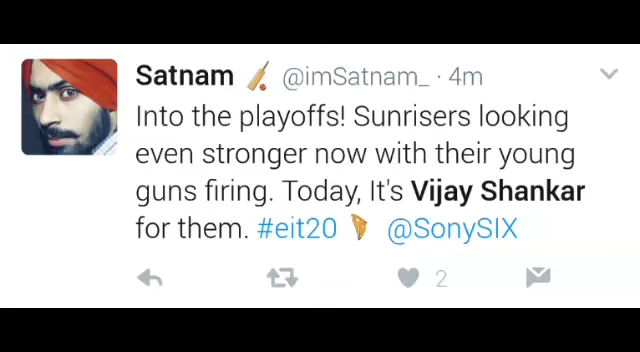 Satnam 🏏 @imSatnam_ · 4m
Into the playoffs! Sunrisers looking
even stronger now with their young
guns firing. Today, It's Vijay Shankar
for them. #eit20 @SonySIX
2